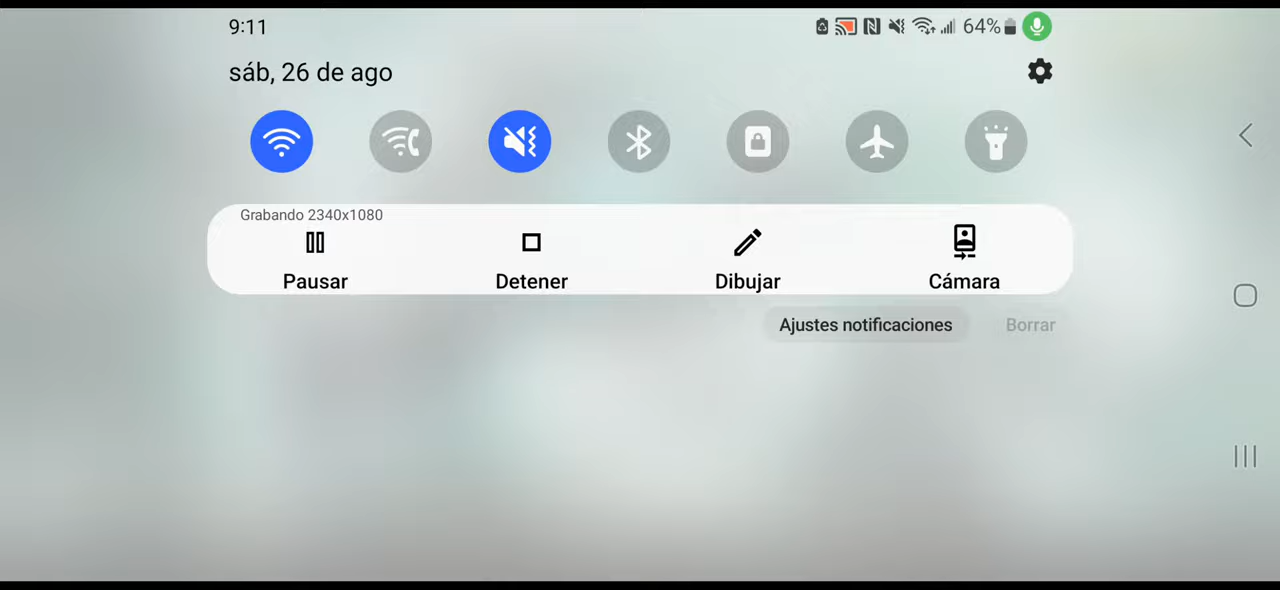 9:11
64%
sáb, 26 de ago
Grabando 2340x1080
Pausar
Detener
Dibujar
Cámara
Ajustes notificaciones
Borrar